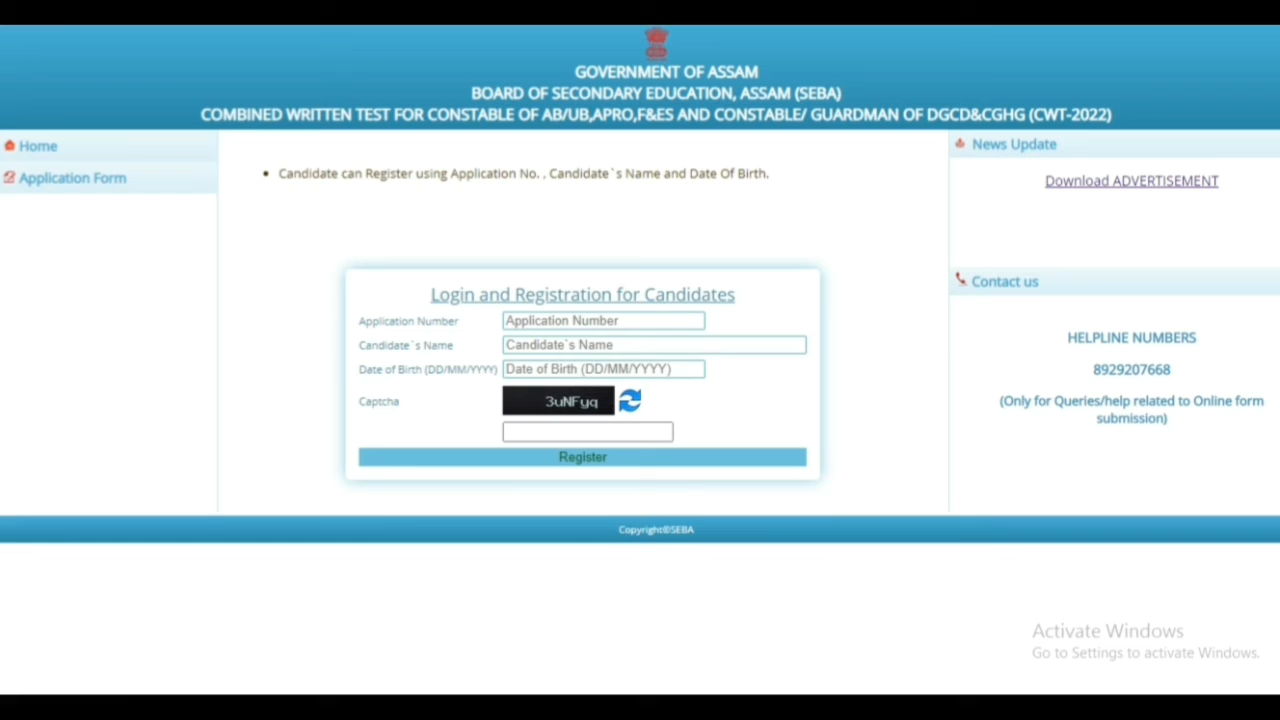 GOVERNMENT OF ASSAM
BOARD OF SECONDARY EDUCATION, ASSAM (SEBA)
COMBINED WRITTEN TEST FOR CONSTABLE OF AB/UB,APRO,F&ES AND CONSTABLE/ GUARDMAN OF DGCD&CGHG (CWT-2022)
Home
Application Form
Candidate can Register using Application No. , Candidate`s Name and Date Of Birth.
Login and Registration for Candidates
Application Number Application Number
Candidate`s Name Candidate`s Name
Date of Birth (DD/MM/YYYY) Date of Birth (DD/MM/YYYY)
Captcha 3uNFyq
Register
News Update
Download ADVERTISEMENT
Contact us
HELPLINE NUMBERS
8929207668
(Only for Queries/help related to Online form
submission)
Copyright©SEBA
Activate Windows
Go to Settings to activate Windows.